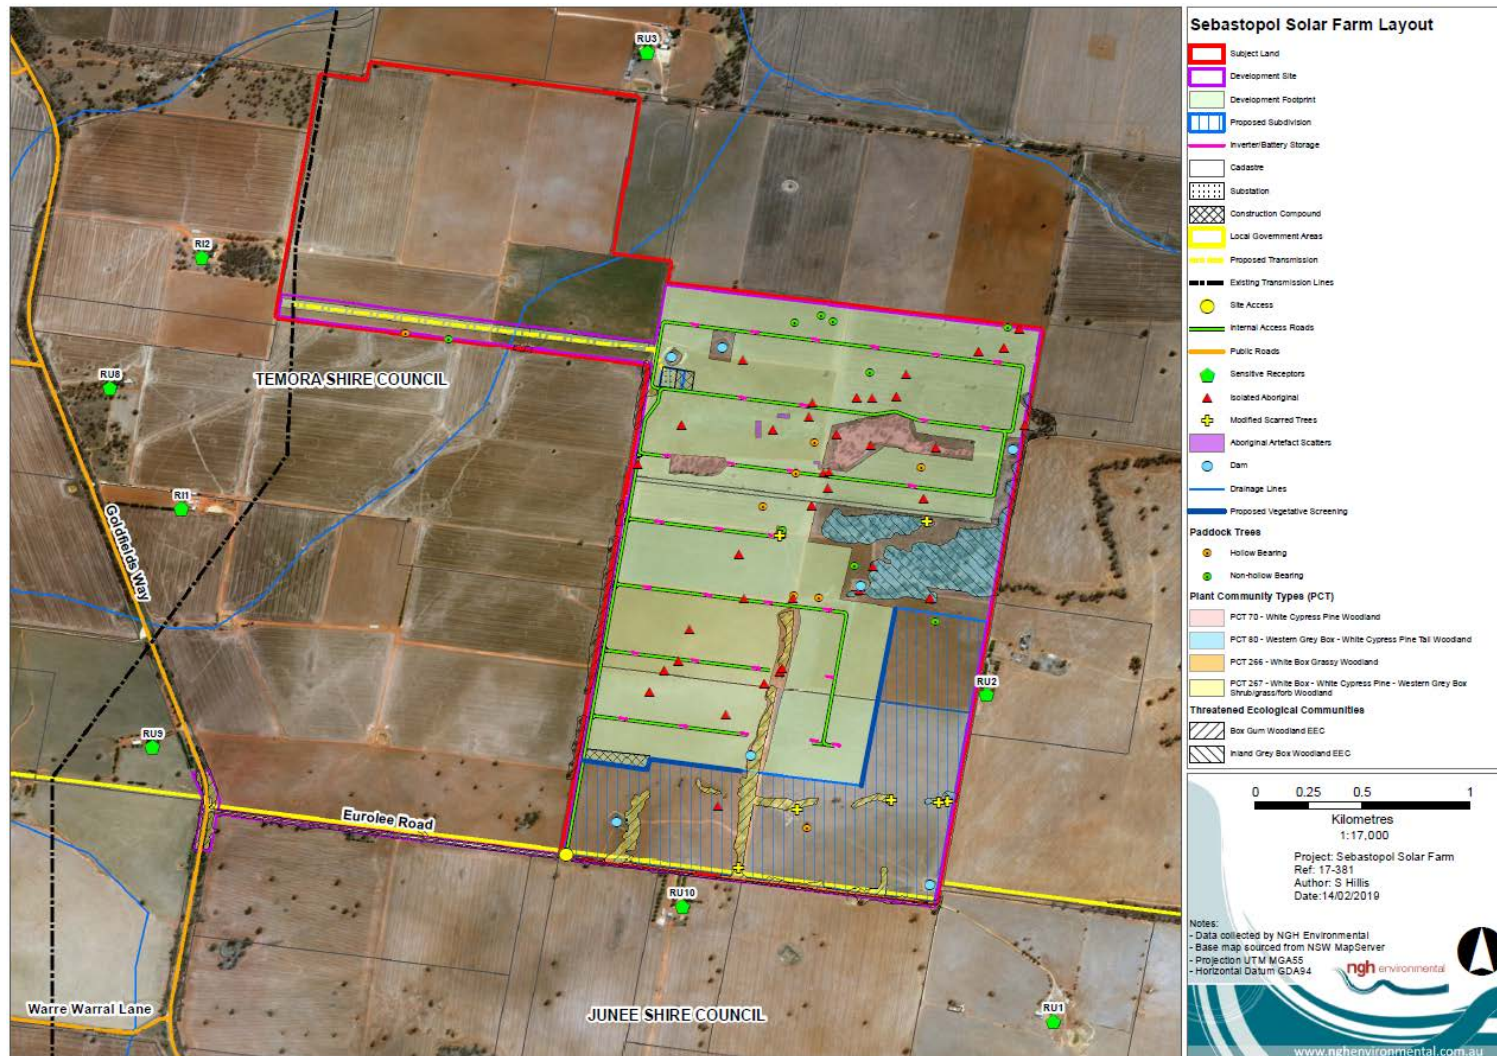 Sebastopol Solar Farm Layout
Subject Land
Development Site
Development Footprint
Proposed Subdivision
Inverter/Battery Storage
Cadastre
Substation
Construction Compound
Local Government Areas
Proposed Transmission
Existing Transmission Lines
Site Access
Internal Access Roads
Public Roads
Sensitive Receptors
Isolated Aboriginal
Modified Scarred Trees
Aboriginal Artefact Scatters
Dam
Drainage Lines
Proposed Vegetative Screening
Paddock Trees
Hollow Bearing
Non-hollow Bearing
Plant Community Types (PCT)
PCT 70 - White Cypress Pine Woodland
PCT 80 - Western Grey Box - White Cypress Pine Tall Woodland
PCT 266 - White Box Grassy Woodland
PCT 267 - White Box - White Cypress Pine - Western Grey Box
Shrub/grass/forb Woodland
Threatened Ecological Communities
Box Gum Woodland EEC
Inland Grey Box Woodland EEC
0 0.25 0.5 1
Kilometres
1:17,000
Project: Sebastopol Solar Farm
Ref: 17-381
Author: S Hillis
Date:14/02/2019
Notes:
- Data collected by NGH Environmental
- Base map sourced from NSW MapServer
- Projection UTM MGA55
- Horizontal Datum GDA94
ngh environmental
www.nghenvironmental.com.au
RU3
RI2
RU8
TEMORA SHIRE COUNCIL
RI1
Goldfields Way
RU2
RU9
Eurolee Road
RU10
Warre Warral Lane
JUNEE SHIRE COUNCIL
RU1